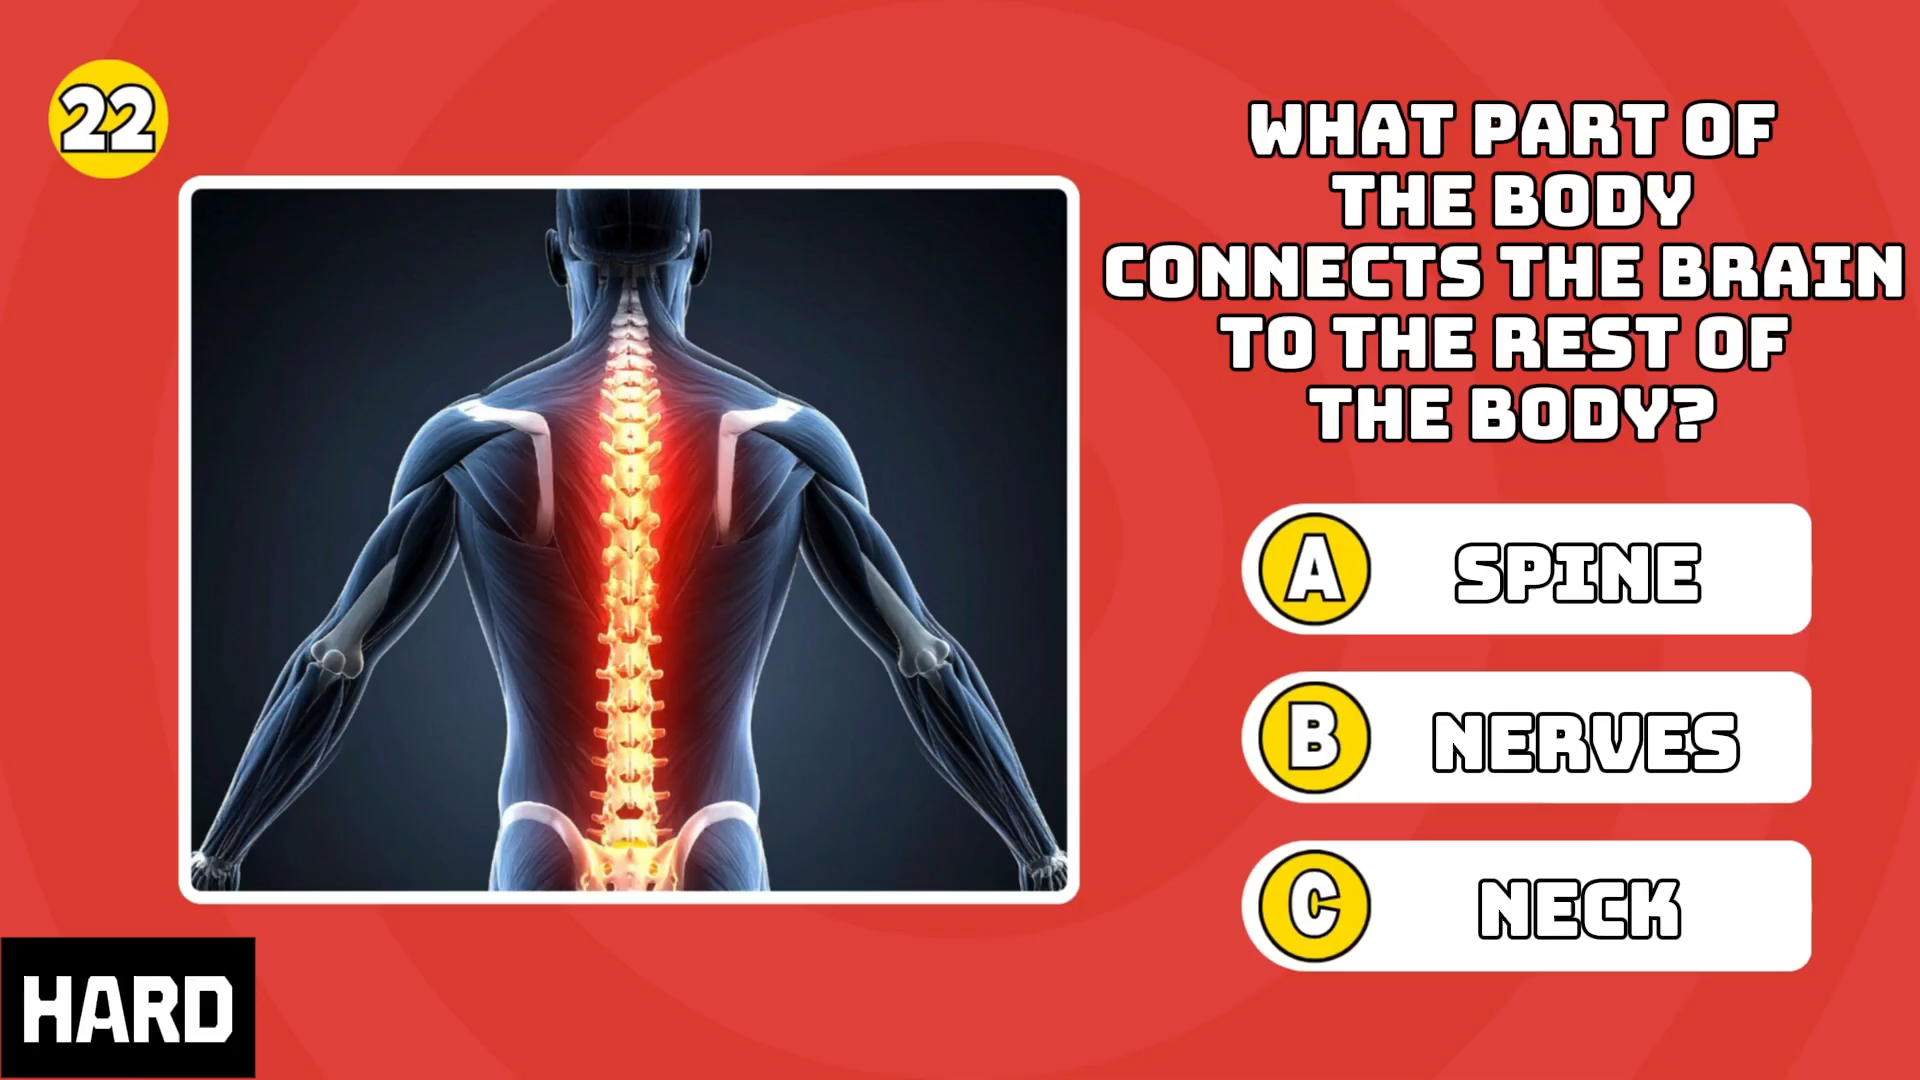 22
WHAT PART OF
THE BODY
CONNECTS THE BRAIN
TO THE REST OF
THE BODY?
A SPINE
B NERVES
C NECK
HARD